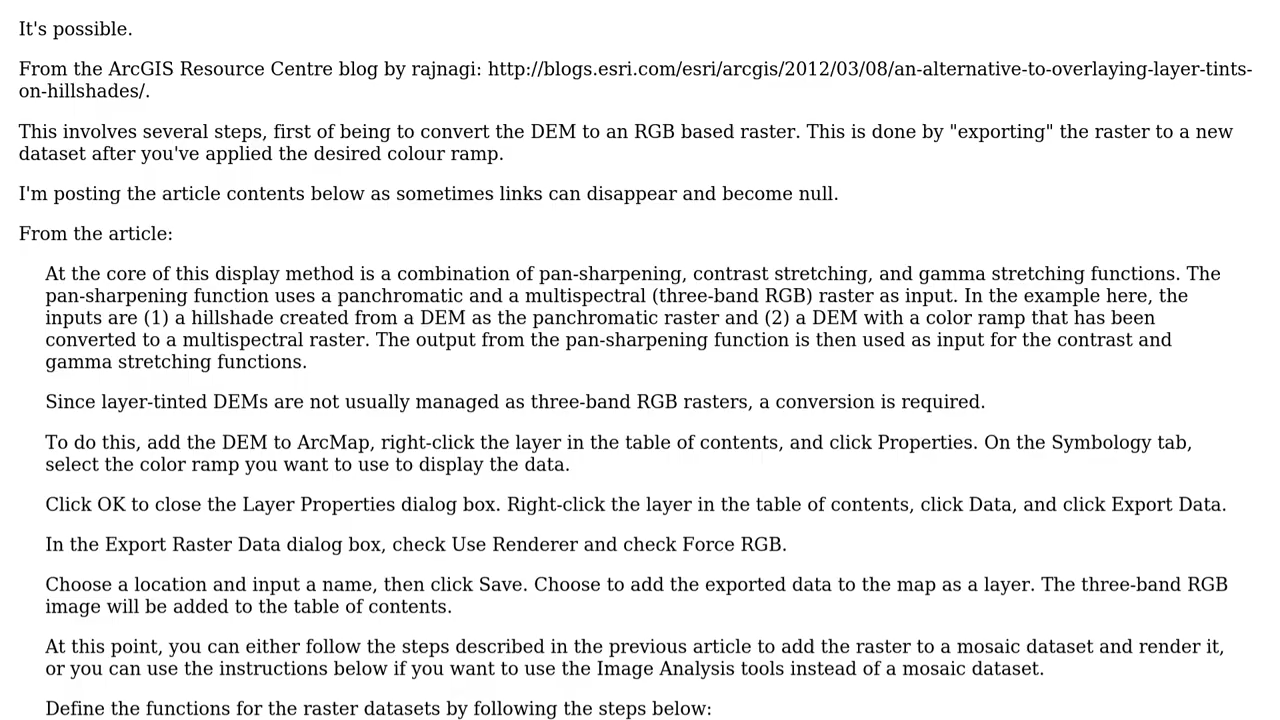 It's possible.
From the ArcGIS Resource Centre blog by rajnagi: http://blogs.esri.com/esri/arcgis/2012/03/08/an-alternative-to-overlaying-layer-tints-
on-hillshades/.
This involves several steps, first of being to convert the DEM to an RGB based raster. This is done by "exporting" the raster to a new
dataset after you've applied the desired colour ramp.
I'm posting the article contents below as sometimes links can disappear and become null.
From the article:
At the core of this display method is a combination of pan-sharpening, contrast stretching, and gamma stretching functions. The
pan-sharpening function uses a panchromatic and a multispectral (three-band RGB) raster as input. In the example here, the
inputs are (1) a hillshade created from a DEM as the panchromatic raster and (2) a DEM with a color ramp that has been
converted to a multispectral raster. The output from the pan-sharpening function is then used as input for the contrast and
gamma stretching functions.
Since layer-tinted DEMs are not usually managed as three-band RGB rasters, a conversion is required.
To do this, add the DEM to ArcMap, right-click the layer in the table of contents, and click Properties. On the Symbology tab,
select the color ramp you want to use to display the data.
Click OK to close the Layer Properties dialog box. Right-click the layer in the table of contents, click Data, and click Export Data.
In the Export Raster Data dialog box, check Use Renderer and check Force RGB.
Choose a location and input a name, then click Save. Choose to add the exported data to the map as a layer. The three-band RGB
image will be added to the table of contents.
At this point, you can either follow the steps described in the previous article to add the raster to a mosaic dataset and render it,
or you can use the instructions below if you want to use the Image Analysis tools instead of a mosaic dataset.
Define the functions for the raster datasets by following the steps below: